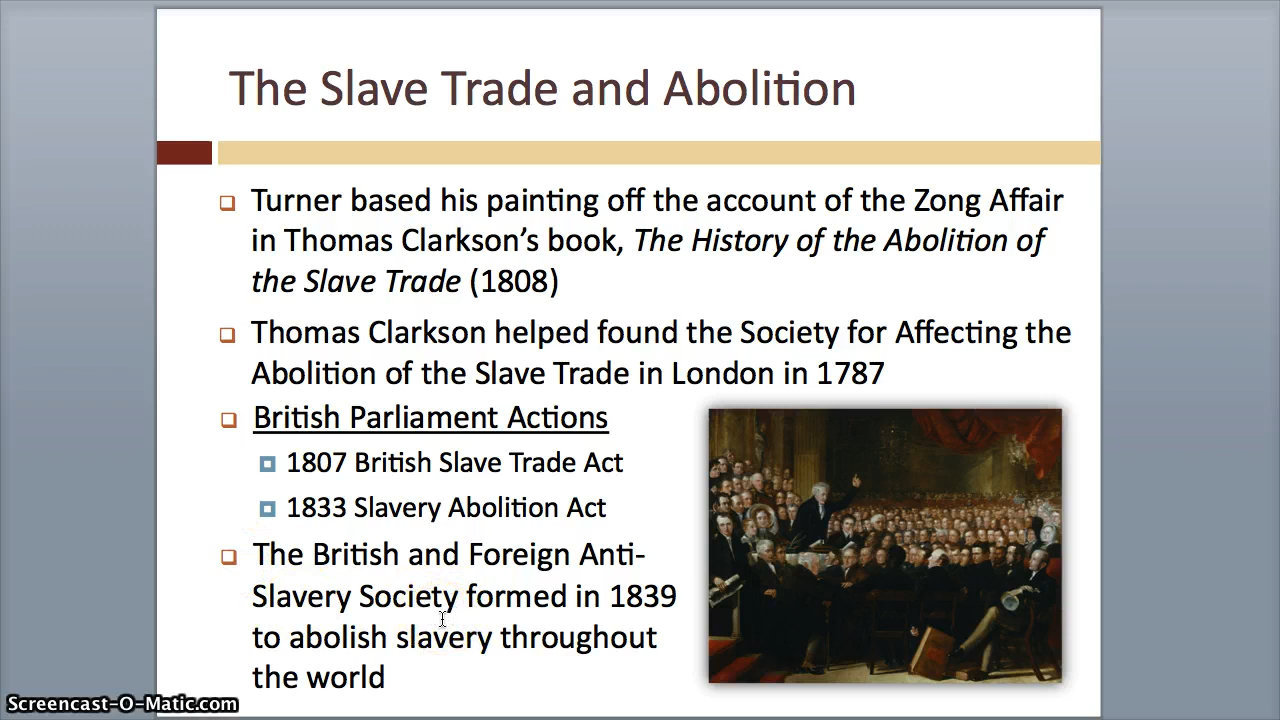 The Slave Trade and Abolition
Turner based his painting off the account of the Zong Affair
in Thomas Clarkson’s book, The History of the Abolition of
the Slave Trade (1808)
Thomas Clarkson helped found the Society for Affecting the
Abolition of the Slave Trade in London in 1787
British Parliament Actions
1807 British Slave Trade Act
1833 Slavery Abolition Act
The British and Foreign Anti-
Slavery Society formed in 1839
to abolish slavery throughout
the world
Screencast-O-Matic.com